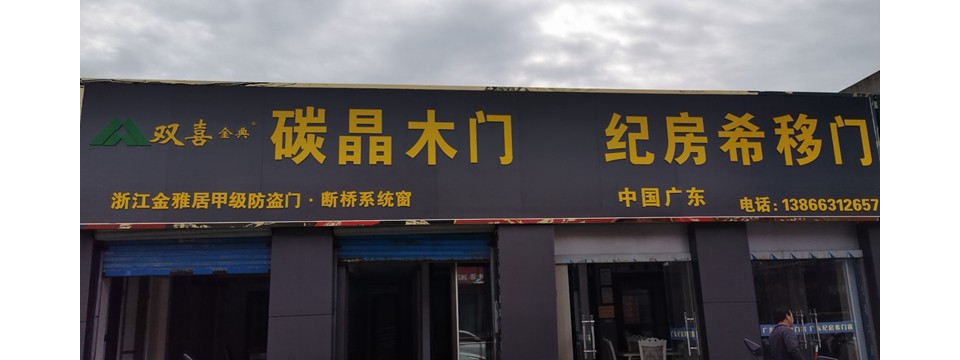 双喜金典 碳晶木门 纪房希移门
浙江金雅居甲级防盗门·断桥系统窗 中国广东 电话:13866312657